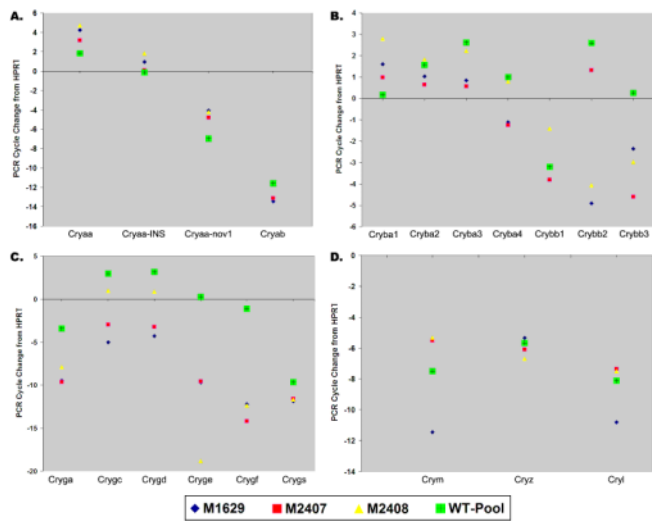 A.
PCR Cycle Change from HPRT
6
4
2
0
-2
-4
-6
-8
-10
-12
-14
-16
Cryaa Cryaa-INS Cryaa-nov1 Cryab
B.
PCR Cycle Change from HPRT
4
3
2
1
0
-1
-2
-3
-4
-5
-6
Cryba1 Cryba2 Cryba3 Cryba4 Crybb1 Crybb2 Crybb3
C.
PCR Cycle Change from HPRT
5
0
-5
-10
-15
-20
Cryga Crygc Crygd Cryge Crygf Crygs
D.
PCR Cycle Change from HPRT
0
-2
-4
-6
-8
-10
-12
-14
Crym Cryz Cryl
M1629 M2407 M2408 WT-Pool